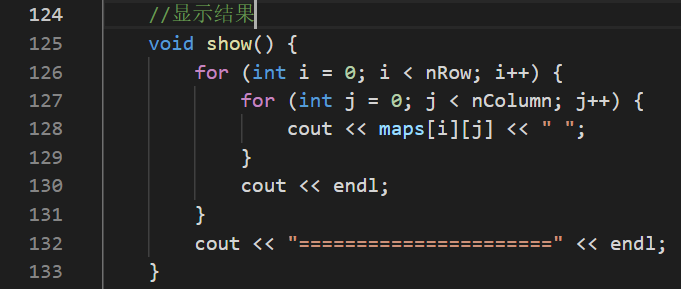 124 //显示结果
125 void show() {
126 for (int i = 0; i < nRow; i++) {
127 for (int j = 0; j < nColumn; j++) {
128 cout << maps[i][j] << " ";
129 }
130 cout << endl;
131 }
132 cout << "======================" << endl;
133 }